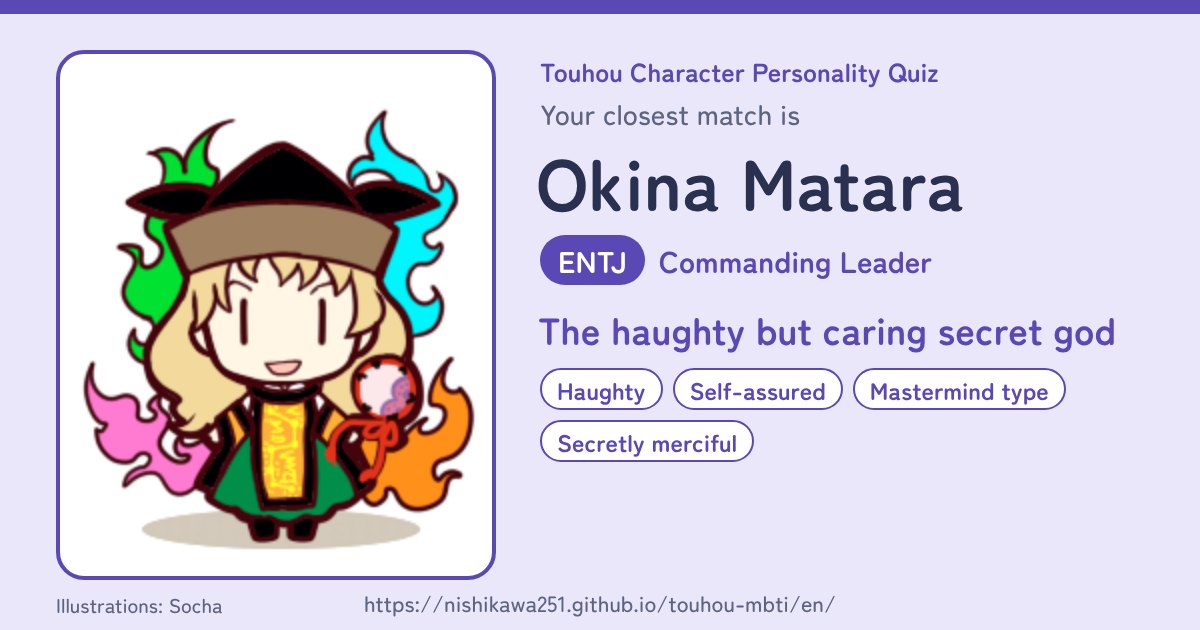 Touhou Character Personality Quiz
Your closest match is
Okina Matara
ENTJ Commanding Leader
The haughty but caring secret god
Haughty Self-assured Mastermind type
Secretly merciful
Illustrations: Socha https://nishikawa251.github.io/touhou-mbti/en/